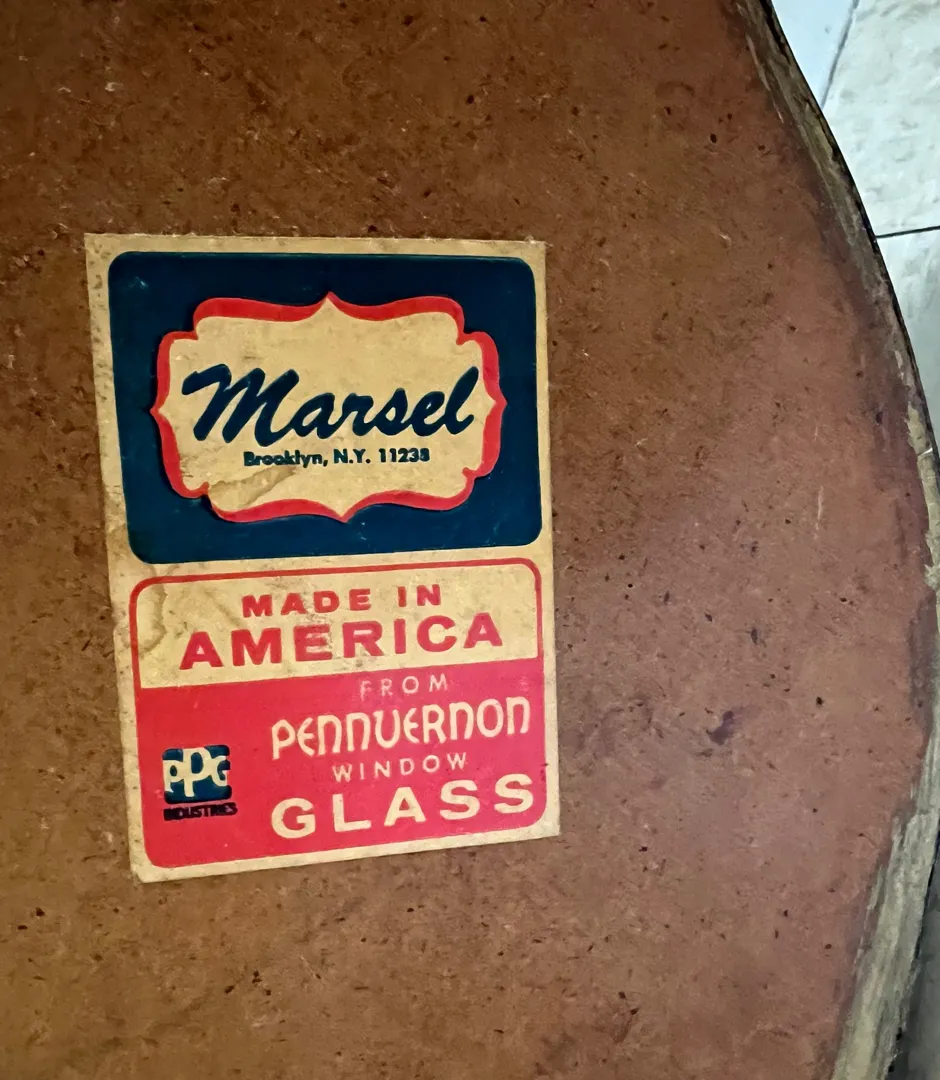 Marsel
Brooklyn, N.Y. 11238
MADE IN
AMERICA
FROM
PENNVERNON
WINDOW
GLASS
PPG
INDUSTRIES